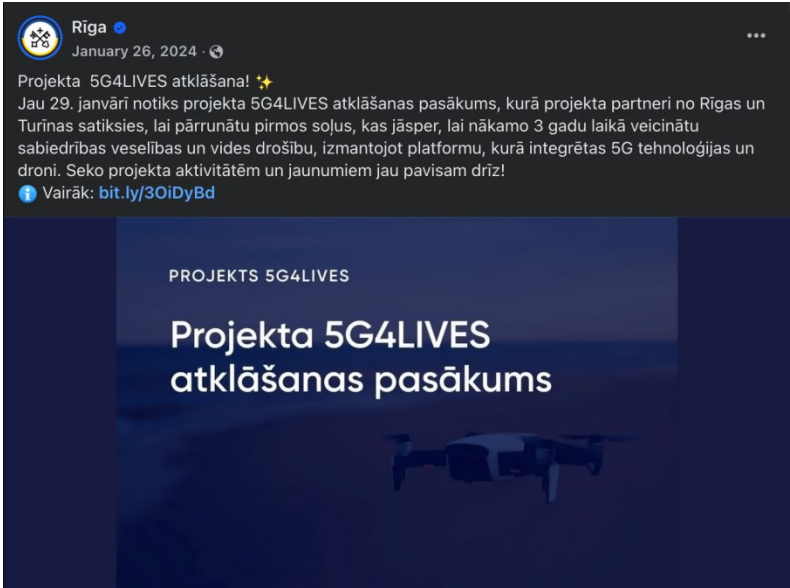 Rīga
January 26, 2024 ·
Projekta 5G4LIVES atklāšana! ✨
Jau 29. janvārī notiks projekta 5G4LIVES atklāšanas pasākums, kurā projekta partneri no Rīgas un
Turīnas satiksies, lai pārrunātu pirmos soļus, kas jāsper, lai nākamo 3 gadu laikā veicinātu
sabiedrības veselības un vides drošību, izmantojot platformu, kurā integrētas 5G tehnoloģijas un
droni. Seko projekta aktivitātēm un jaunumiem jau pavisam drīz!
ℹ️ Vairāk: bit.ly/3OiDyBd
PROJEKTS 5G4LIVES
Projekta 5G4LIVES
atklāšanas pasākums